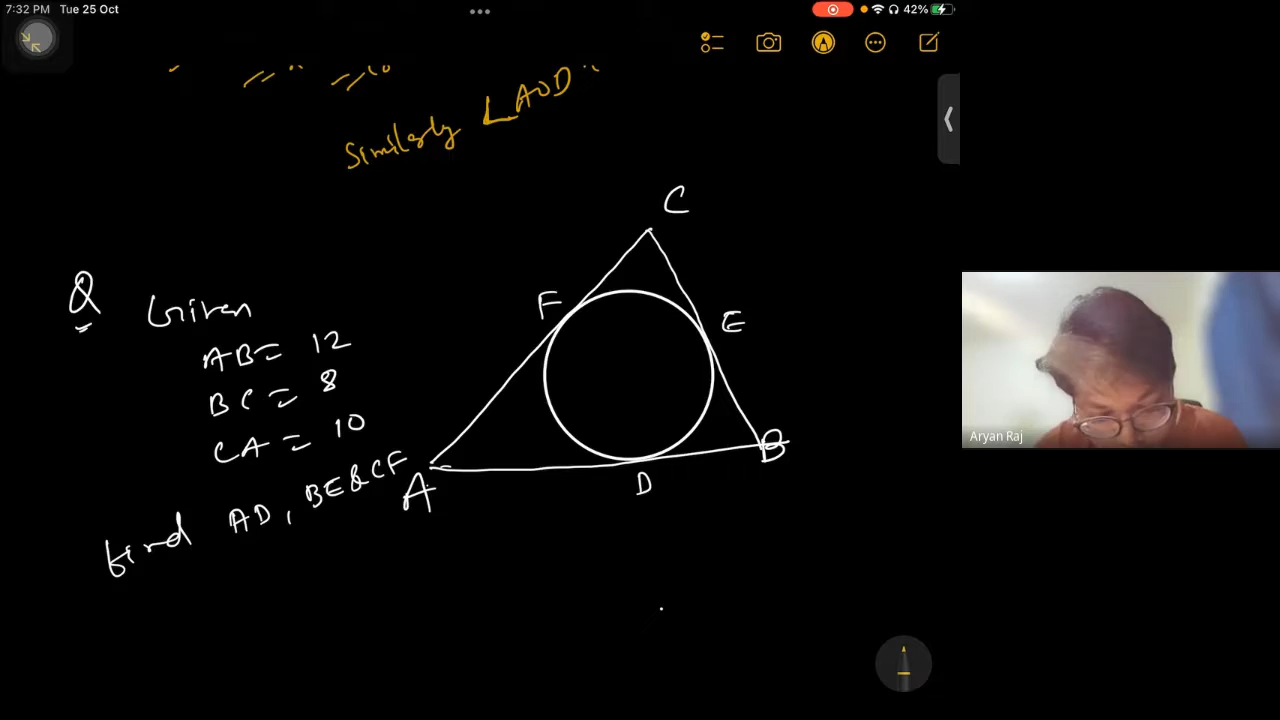 7:32 PM Tue 25 Oct
42%
Similarly ∠AOD
C
Q Given
F
E
AB = 12
BC = 8
CA = 10
B
A
D
find AD, BE & CF
Aryan Raj